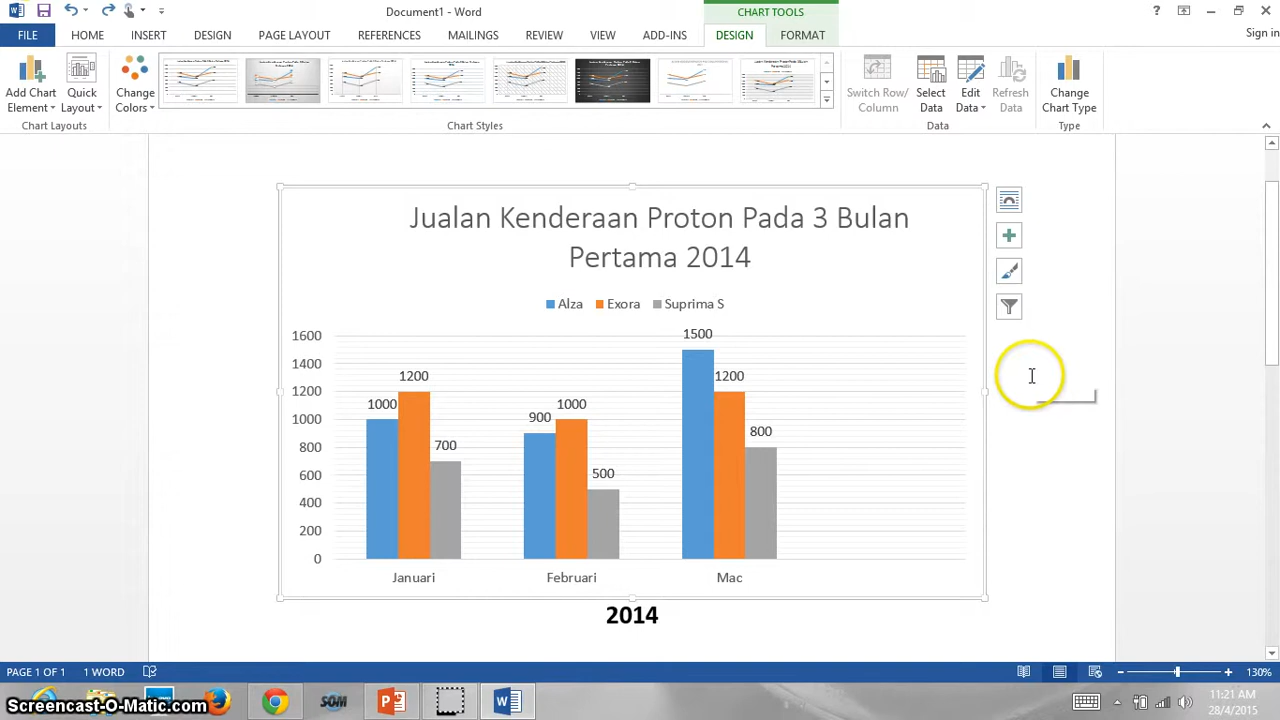 Document1 - Word
CHART TOOLS
FILE HOME INSERT DESIGN PAGE LAYOUT REFERENCES MAILINGS REVIEW VIEW ADD-INS DESIGN FORMAT Sign in
Add Chart Element
Quick Layout
Change Colors
Switch Row/ Column
Select Data
Edit Data
Refresh Data
Change Chart Type
Chart Layouts
Chart Styles
Data
Type
Jualan Kenderaan Proton Pada 3 Bulan
Pertama 2014
Alza Exora Suprima S
1600
1400
1200
1000
800
600
400
200
0
1000
1200
700
900
1000
500
1500
1200
800
Januari Februari Mac
2014
PAGE 1 OF 1 1 WORD
130%
SOM
11:21 AM
28/4/2015
Screencast-O-Matic.com